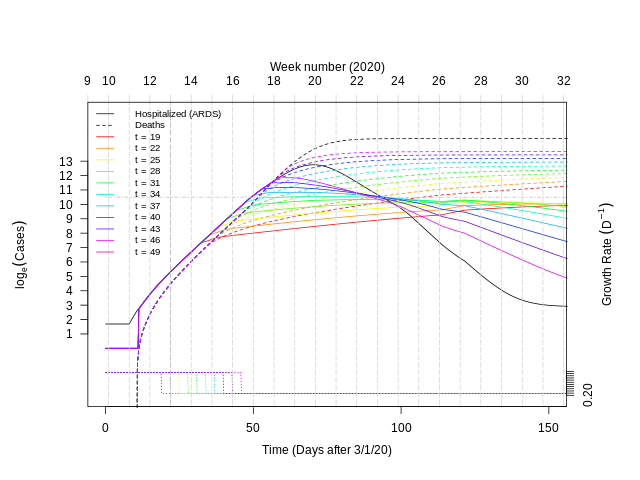 Week number (2020)
9 10 12 14 16 18 20 22 24 26 28 30 32
Hospitalized (ARDS)
Deaths
t = 19
t = 22
t = 25
t = 28
t = 31
t = 34
t = 37
t = 40
t = 43
t = 46
t = 49
13
11
10
9
8
7
6
5
4
3
2
1
logₑ(Cases)
Growth Rate (D⁻¹)
0.20
0 50 100 150
Time (Days after 3/1/20)